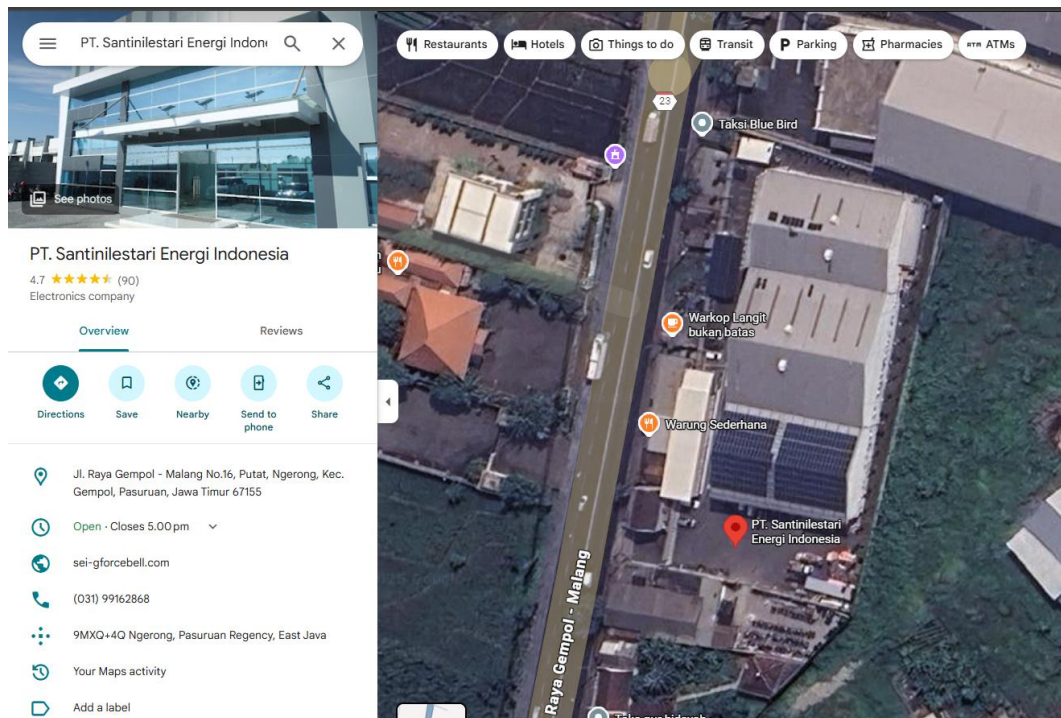 PT. Santinilestari Energi Indon
Restaurants
Hotels
Things to do
Transit
Parking
Pharmacies
ATMs
See photos
PT. Santinilestari Energi Indonesia
4.7 (90)
Electronics company
Overview
Reviews
Directions
Save
Nearby
Send to
phone
Share
Jl. Raya Gempol - Malang No.16, Putat, Ngerong, Kec.
Gempol, Pasuruan, Jawa Timur 67155
Open · Closes 5.00 pm
sei-gforcebell.com
(031) 99162868
9MXQ+4Q Ngerong, Pasuruan Regency, East Java
Your Maps activity
Add a label
23
Taksi Blue Bird
Warkop Langit
bukan batas
Warung Sederhana
PT. Santinilestari
Energi Indonesia
Raya Gempol - Malang